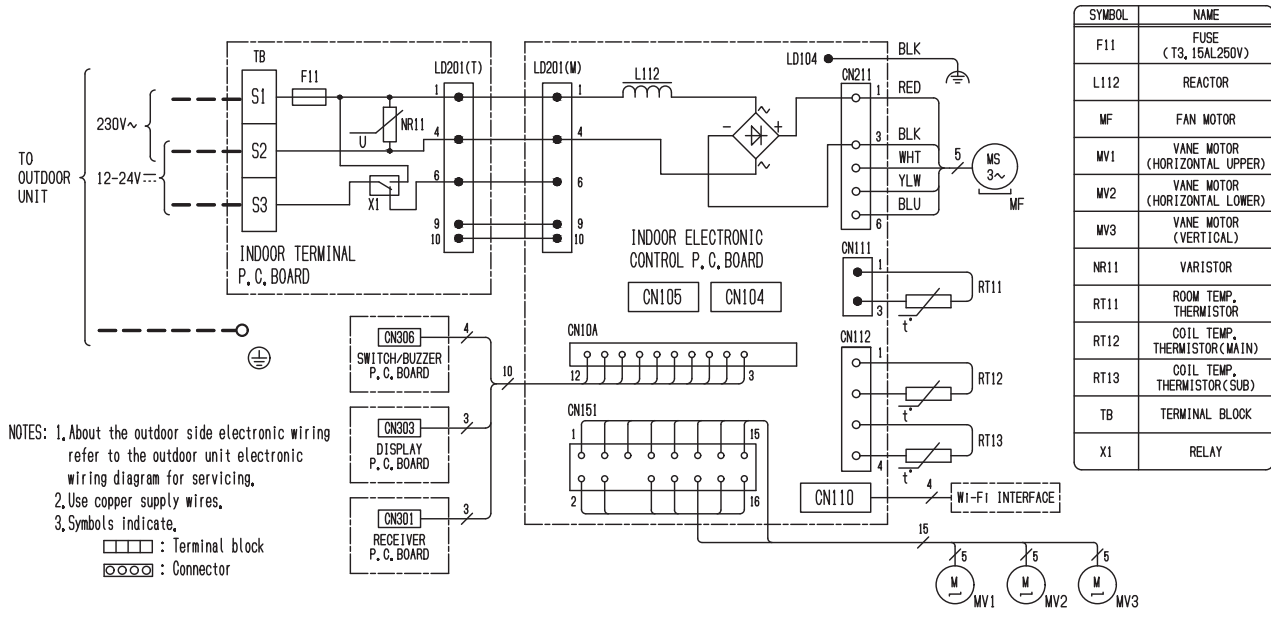 TO
OUTDOOR
UNIT
230V~
12-24V⎓
TB
S1
S2
S3
F11
U
NR11
X1
LD201(T)
1
4
6
9
10
INDOOR TERMINAL
P.C.BOARD
LD201(M)
1
4
6
9
10
L112
~
-
+
~
LD104
BLK
CN211
1
RED
3
BLK
WHT
YLW
BLU
6
5
MS
3~
MF
INDOOR ELECTRONIC
CONTROL P.C.BOARD
CN105
CN104
CN111
1
3
t°
RT11
CN112
1
4
t°
RT12
t°
RT13
CN10A
12
3
10
CN306
SWITCH/BUZZER
P.C.BOARD
4
CN303
DISPLAY
P.C.BOARD
3
CN301
RECEIVER
P.C.BOARD
3
CN151
1
15
2
16
CN110
4
Wi-Fi INTERFACE
15
5
5
5
M
MV1
M
MV2
M
MV3
NOTES: 1.About the outdoor side electronic wiring
refer to the outdoor unit electronic
wiring diagram for servicing.
2.Use copper supply wires.
3.Symbols indicate.
: Terminal block
: Connector
SYMBOL NAME
F11 FUSE
(T3.15AL250V)
L112 REACTOR
MF FAN MOTOR
MV1 VANE MOTOR
(HORIZONTAL UPPER)
MV2 VANE MOTOR
(HORIZONTAL LOWER)
MV3 VANE MOTOR
(VERTICAL)
NR11 VARISTOR
RT11 ROOM TEMP.
THERMISTOR
RT12 COIL TEMP.
THERMISTOR(MAIN)
RT13 COIL TEMP.
THERMISTOR(SUB)
TB TERMINAL BLOCK
X1 RELAY